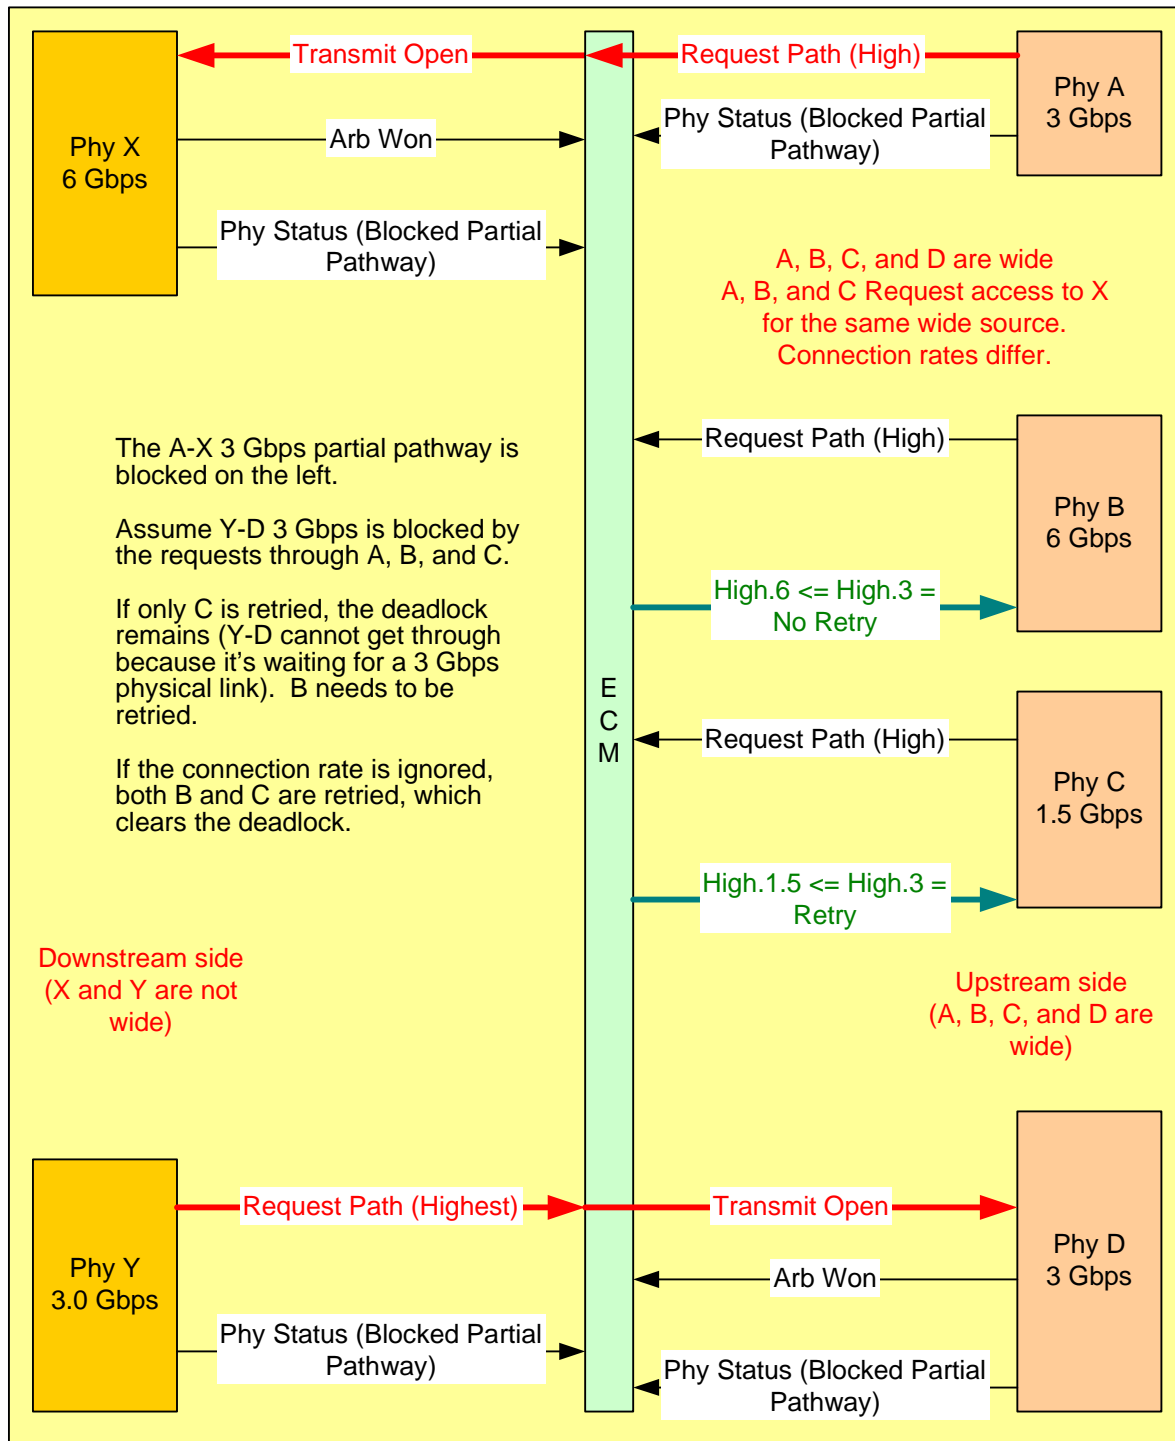 Transmit Open
Request Path (High)
Phy A
3 Gbps
Phy X
6 Gbps
Arb Won
Phy Status (Blocked Partial
Pathway)
Phy Status (Blocked Partial
Pathway)
A, B, C, and D are wide
A, B, and C Request access to X
for the same wide source.
Connection rates differ.
The A-X 3 Gbps partial pathway is
blocked on the left.
Assume Y-D 3 Gbps is blocked by
the requests through A, B, and C.
If only C is retried, the deadlock
remains (Y-D cannot get through
because it's waiting for a 3 Gbps
physical link).  B needs to be
retried.
If the connection rate is ignored,
both B and C are retried, which
clears the deadlock.
Request Path (High)
Phy B
6 Gbps
High.6 <= High.3 =
No Retry
E
C
M
Request Path (High)
Phy C
1.5 Gbps
High.1.5 <= High.3 =
Retry
Downstream side
(X and Y are not
wide)
Upstream side
(A, B, C, and D are
wide)
Request Path (Highest)
Transmit Open
Phy Y
3.0 Gbps
Arb Won
Phy D
3 Gbps
Phy Status (Blocked Partial
Pathway)
Phy Status (Blocked Partial
Pathway)